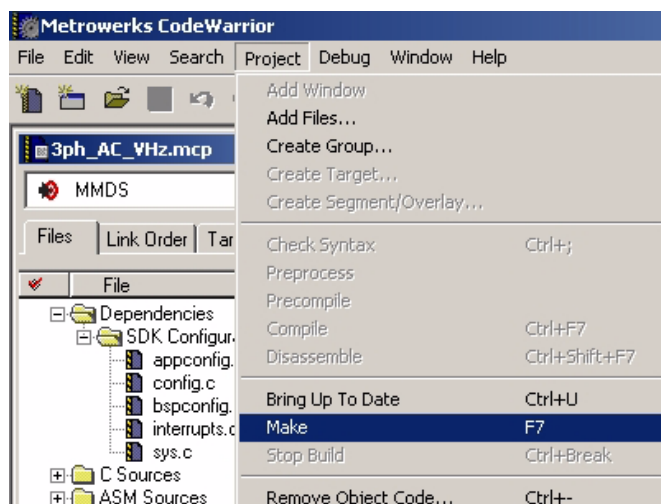 Metrowerks CodeWarrior
File Edit View Search Project Debug Window Help
Add Window
Add Files...
Create Group...
Create Target...
Create Segment/Overlay...
3ph_AC_VHz.mcp
MMDS
Files Link Order Tar
Check Syntax Ctrl+;
Preprocess
Precompile
Compile Ctrl+F7
Disassemble Ctrl+Shift+F7
File
Dependencies
SDK Configur
appconfig.
config.c
bspconfig.
interrupts.c
sys.c
C Sources
ASM Sources
Bring Up To Date Ctrl+U
Make F7
Stop Build Ctrl+Break
Remove Object Code... Ctrl+-